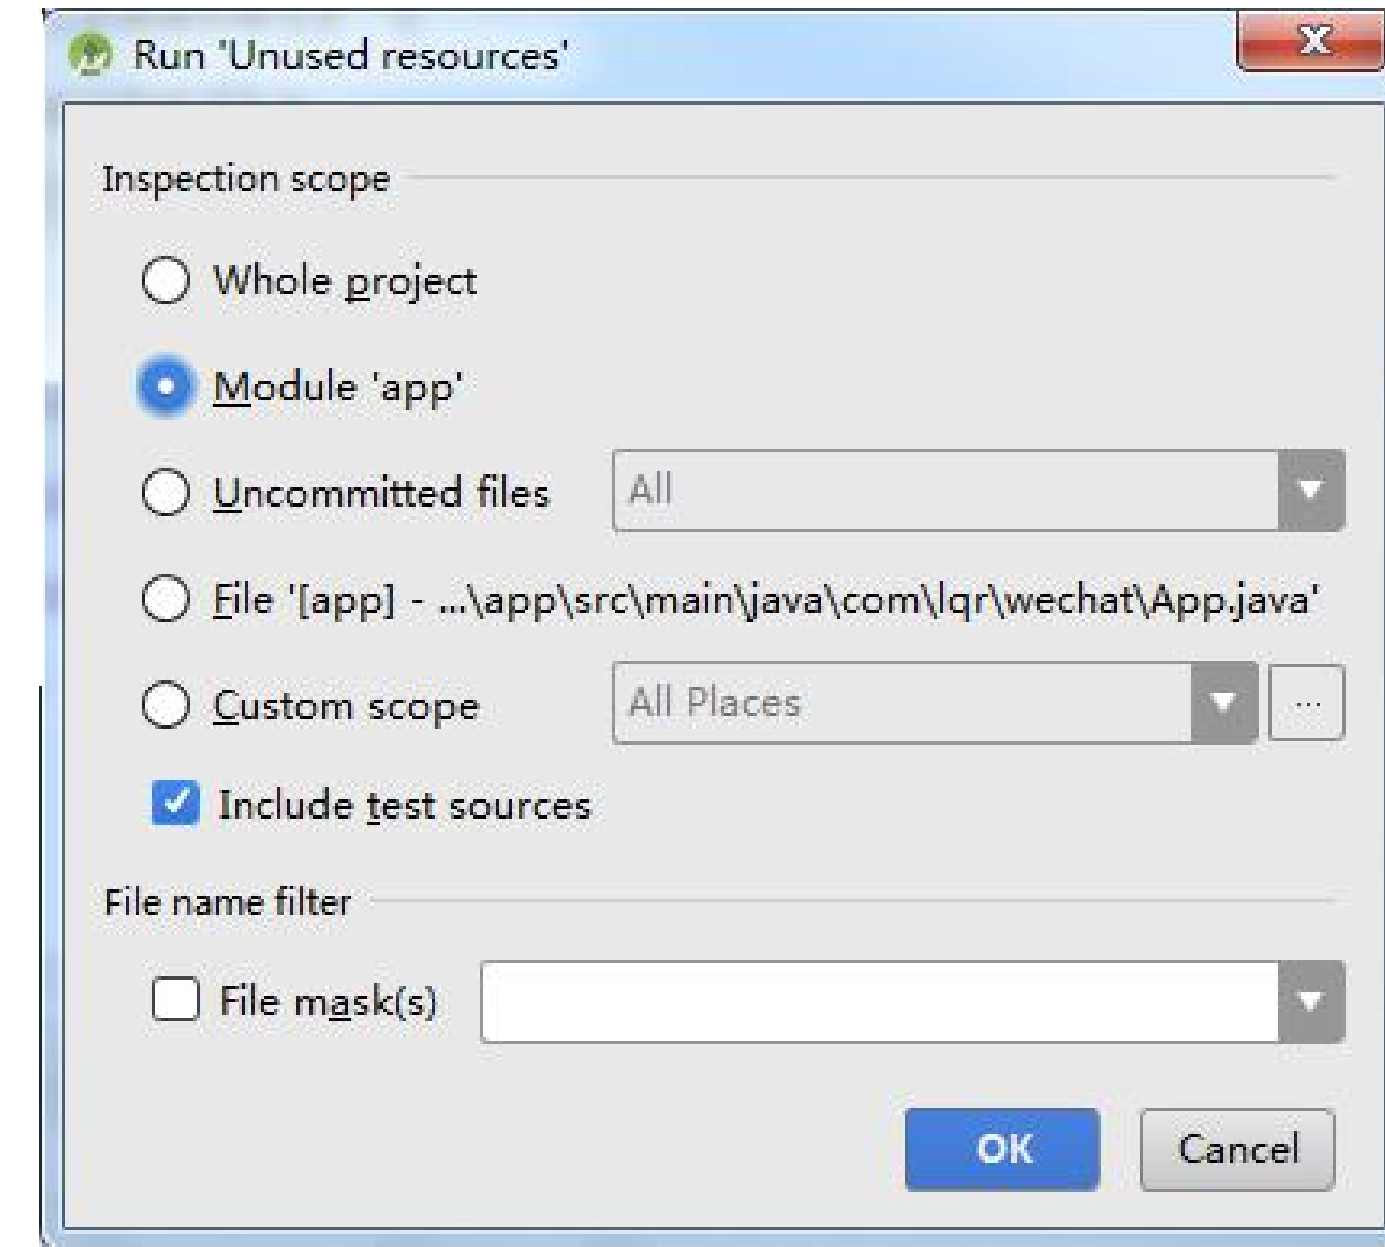 Run 'Unused resources'
Inspection scope
Whole project
Module 'app'
Uncommitted files All
File '[app] - ...\app\src\main\java\com\lqr\wechat\App.java'
Custom scope All Places ...
Include test sources
File name filter
File mask(s)
OK Cancel